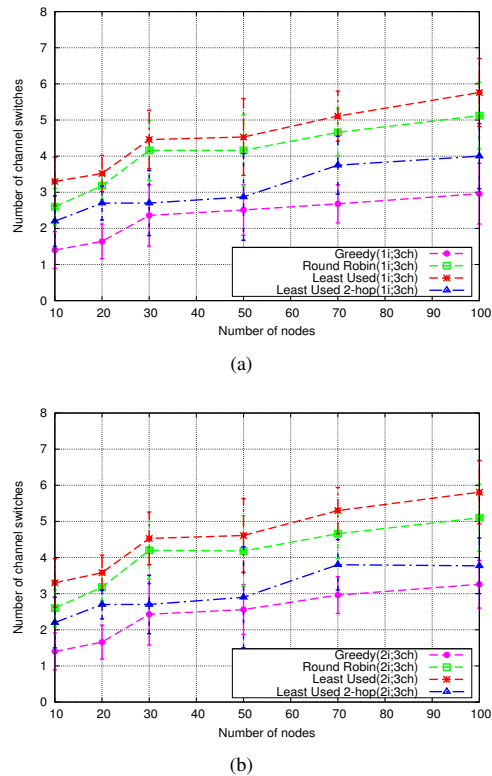 8
7
6
5
4
3
2
1
0
Number of channel switches
10 20 30 40 50 60 70 80 90 100
Number of nodes
Greedy(1i;3ch)
Round Robin(1i;3ch)
Least Used(1i;3ch)
Least Used 2-hop(1i;3ch)
(a)
8
7
6
5
4
3
2
1
0
Number of channel switches
10 20 30 40 50 60 70 80 90 100
Number of nodes
Greedy(2i;3ch)
Round Robin(2i;3ch)
Least Used(2i;3ch)
Least Used 2-hop(2i;3ch)
(b)